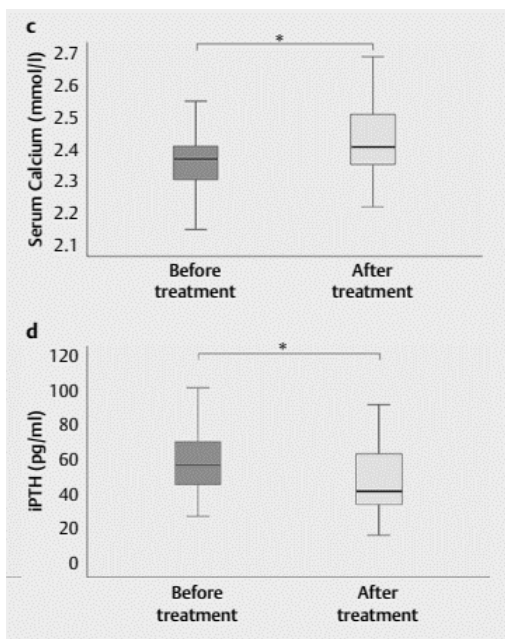 c
*
Serum Calcium (mmol/l)
2.7
2.6
2.5
2.4
2.3
2.2
2.1
Before
treatment
After
treatment
d
*
iPTH (pg/ml)
120
100
80
60
40
20
0
Before
treatment
After
treatment